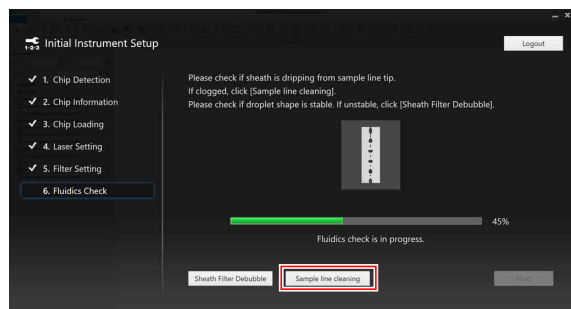 1-2-3 Initial Instrument Setup
Logout
1. Chip Detection
2. Chip Information
3. Chip Loading
4. Laser Setting
5. Filter Setting
6. Fluidics Check
Please check if sheath is dripping from sample line tip.
If clogged, click [Sample line cleaning].
Please check if droplet shape is stable. If unstable, click [Sheath Filter Debubble].
45%
Fluidics check is in progress.
Sheath Filter Debubble
Sample line cleaning
Next